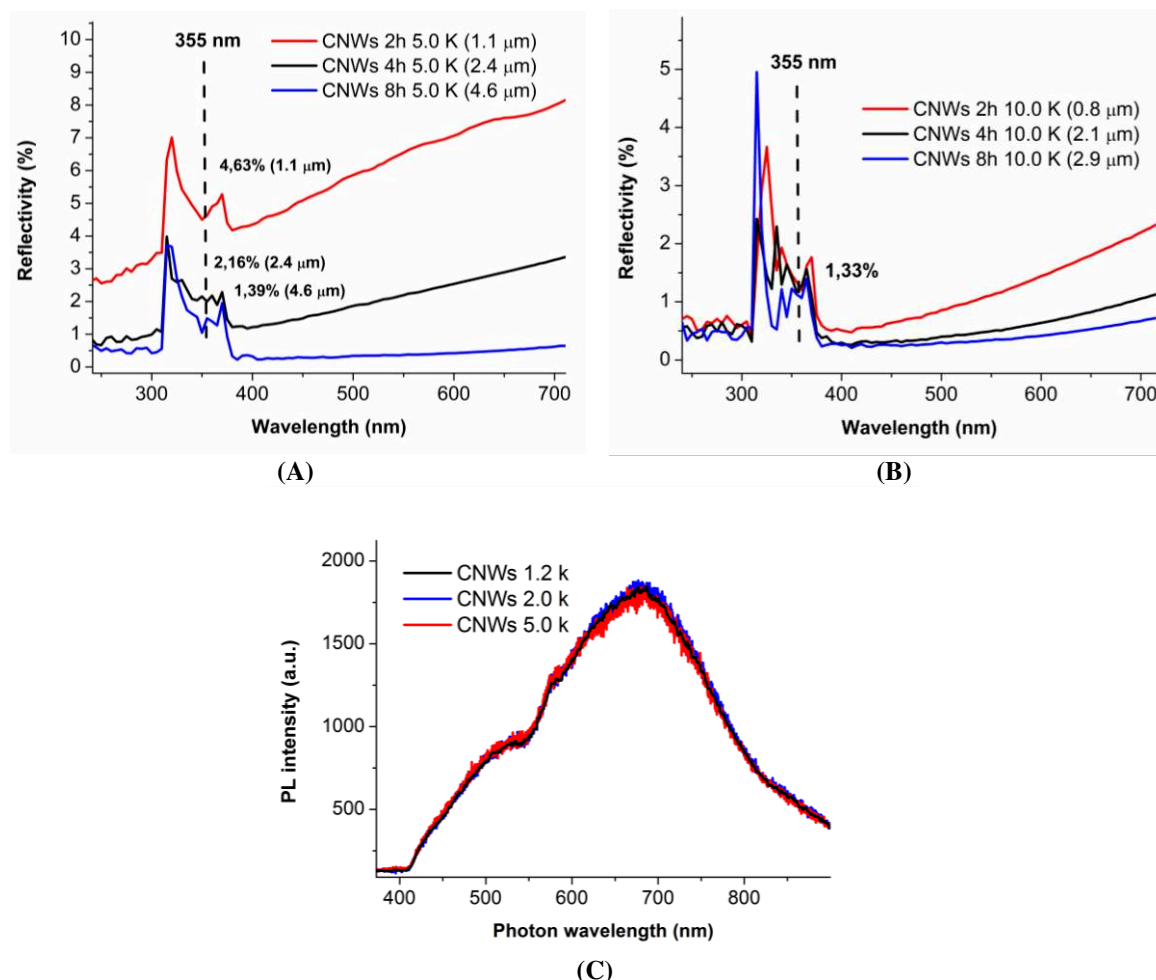 355 nm
CNWs 2h 5.0 K (1.1 μm)
CNWs 4h 5.0 K (2.4 μm)
CNWs 8h 5.0 K (4.6 μm)
4,63% (1.1 μm)
2,16% (2.4 μm)
1,39% (4.6 μm)
Reflectivity (%)
10
9
8
7
6
5
4
3
2
1
0
300 400 500 600 700
Wavelength (nm)
(A)
355 nm
CNWs 2h 10.0 K (0.8 μm)
CNWs 4h 10.0 K (2.1 μm)
CNWs 8h 10.0 K (2.9 μm)
1,33%
Reflectivity (%)
5
4
3
2
1
0
300 400 500 600 700
Wavelength (nm)
(B)
CNWs 1.2 k
CNWs 2.0 k
CNWs 5.0 k
PL intensity (a.u.)
2000
1500
1000
500
400 500 600 700 800
Photon wavelength (nm)
(C)